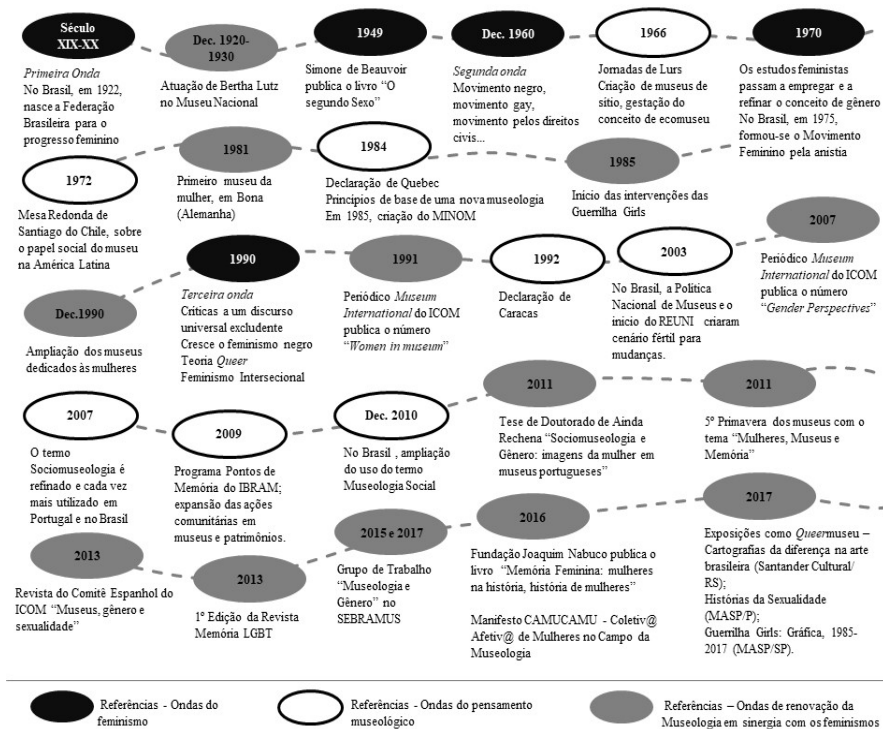 Século
XIX-XX
Primeira Onda
No Brasil, em 1922,
nasce a Federação
Brasileira para o
progresso feminino
Dec. 1920-
1930
Atuação de Bertha Lutz
no Museu Nacional
1949
Simone de Beauvoir
publica o livro “O
segundo Sexo”
Dec. 1960
Segunda onda
Movimento negro,
movimento gay,
movimento pelos direitos
civis...
1966
Jornadas de Lurs
Criação de museus de
sítio, gestação do
conceito de ecomuseu
1970
Os estudos feministas
passam a empregar e a
refinar o conceito de gênero
No Brasil, em 1975,
formou-se o Movimento
Feminino pela anistia
1972
Mesa Redonda de
Santiago do Chile, sobre
o papel social do museu
na América Latina
1981
Primeiro museu da
mulher, em Bona
(Alemanha)
1984
Declaração de Quebec
Princípios de base de uma nova museologia
Em 1985, criação do MINOM
1985
Inicio das intervenções das
Guerrilha Girls
Dec.1990
Ampliação dos museus
dedicados às mulheres
1990
Terceira onda
Críticas a um discurso
universal excludente
Cresce o feminismo negro
Teoria Queer
Feminismo Intersecional
1991
Periódico Museum
International do ICOM
publica o número
“Women in museum”
1992
Declaração de
Caracas
2003
No Brasil, a Política
Nacional de Museus e o
inicio do REUNI criaram
cenário fértil para
mudanças.
2007
Periódico Museum
International do ICOM
publica o número
“Gender Perspectives”
2007
O termo
Sociomuseologia é
refinado e cada vez
mais utilizado em
Portugal e no Brasil
2009
Programa Pontos de
Memória do IBRAM;
expansão das ações
comunitárias em
museus e patrimônios.
Dec. 2010
No Brasil , ampliação
do uso do termo
Museologia Social
2011
Tese de Doutorado de Ainda
Rechena “Sociomuseologia e
Gênero: imagens da mulher em
museus portugueses”
2011
5º Primavera dos museus com o
tema “Mulheres, Museus e
Memória”
2013
Revista do Comitê Espanhol do
ICOM “Museus, gênero e
sexualidade”
2013
1º Edição da Revista
Memória LGBT
2015 e 2017
Grupo de Trabalho
“Museologia e
Gênero” no
SEBRAMUS
2016
Fundação Joaquim Nabuco publica o
livro “Memória Feminina: mulheres
na história, história de mulheres”
Manifesto CAMUCAMU - Coletiv@
Afetiv@ de Mulheres no Campo da
Museologia
2017
Exposições como Queermuseu –
Cartografias da diferença na arte
brasileira (Santander Cultural/
RS);
Histórias da Sexualidade
(MASP/P);
Guerrilha Girls: Gráfica, 1985-
2017 (MASP/SP).
Referências - Ondas do
feminismo
Referências - Ondas do pensamento
museológico
Referências – Ondas de renovação da
Museologia em sinergia com os feminismos